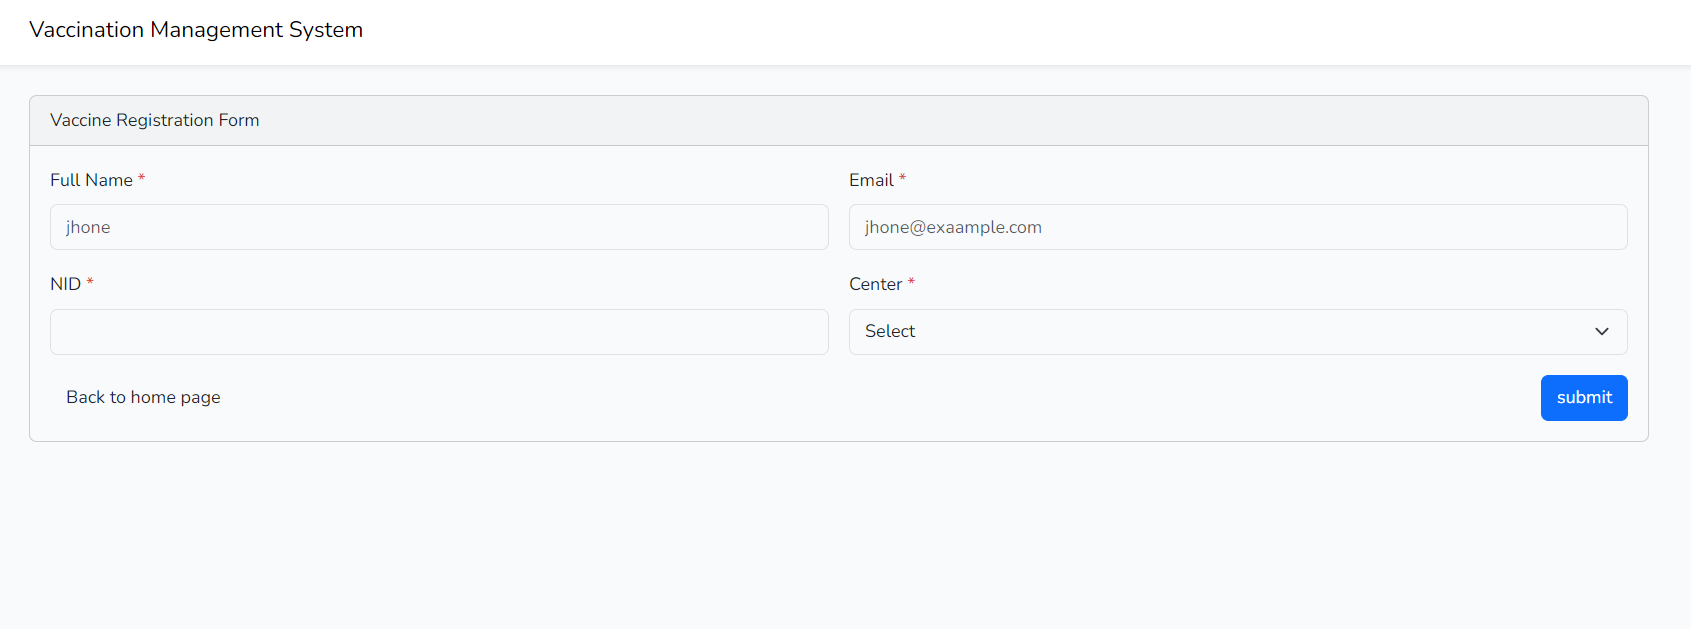 Vaccination Management System
Vaccine Registration Form
Full Name *
Email *
jhone
jhone@exaample.com
NID *
Center *
Select
Back to home page
submit